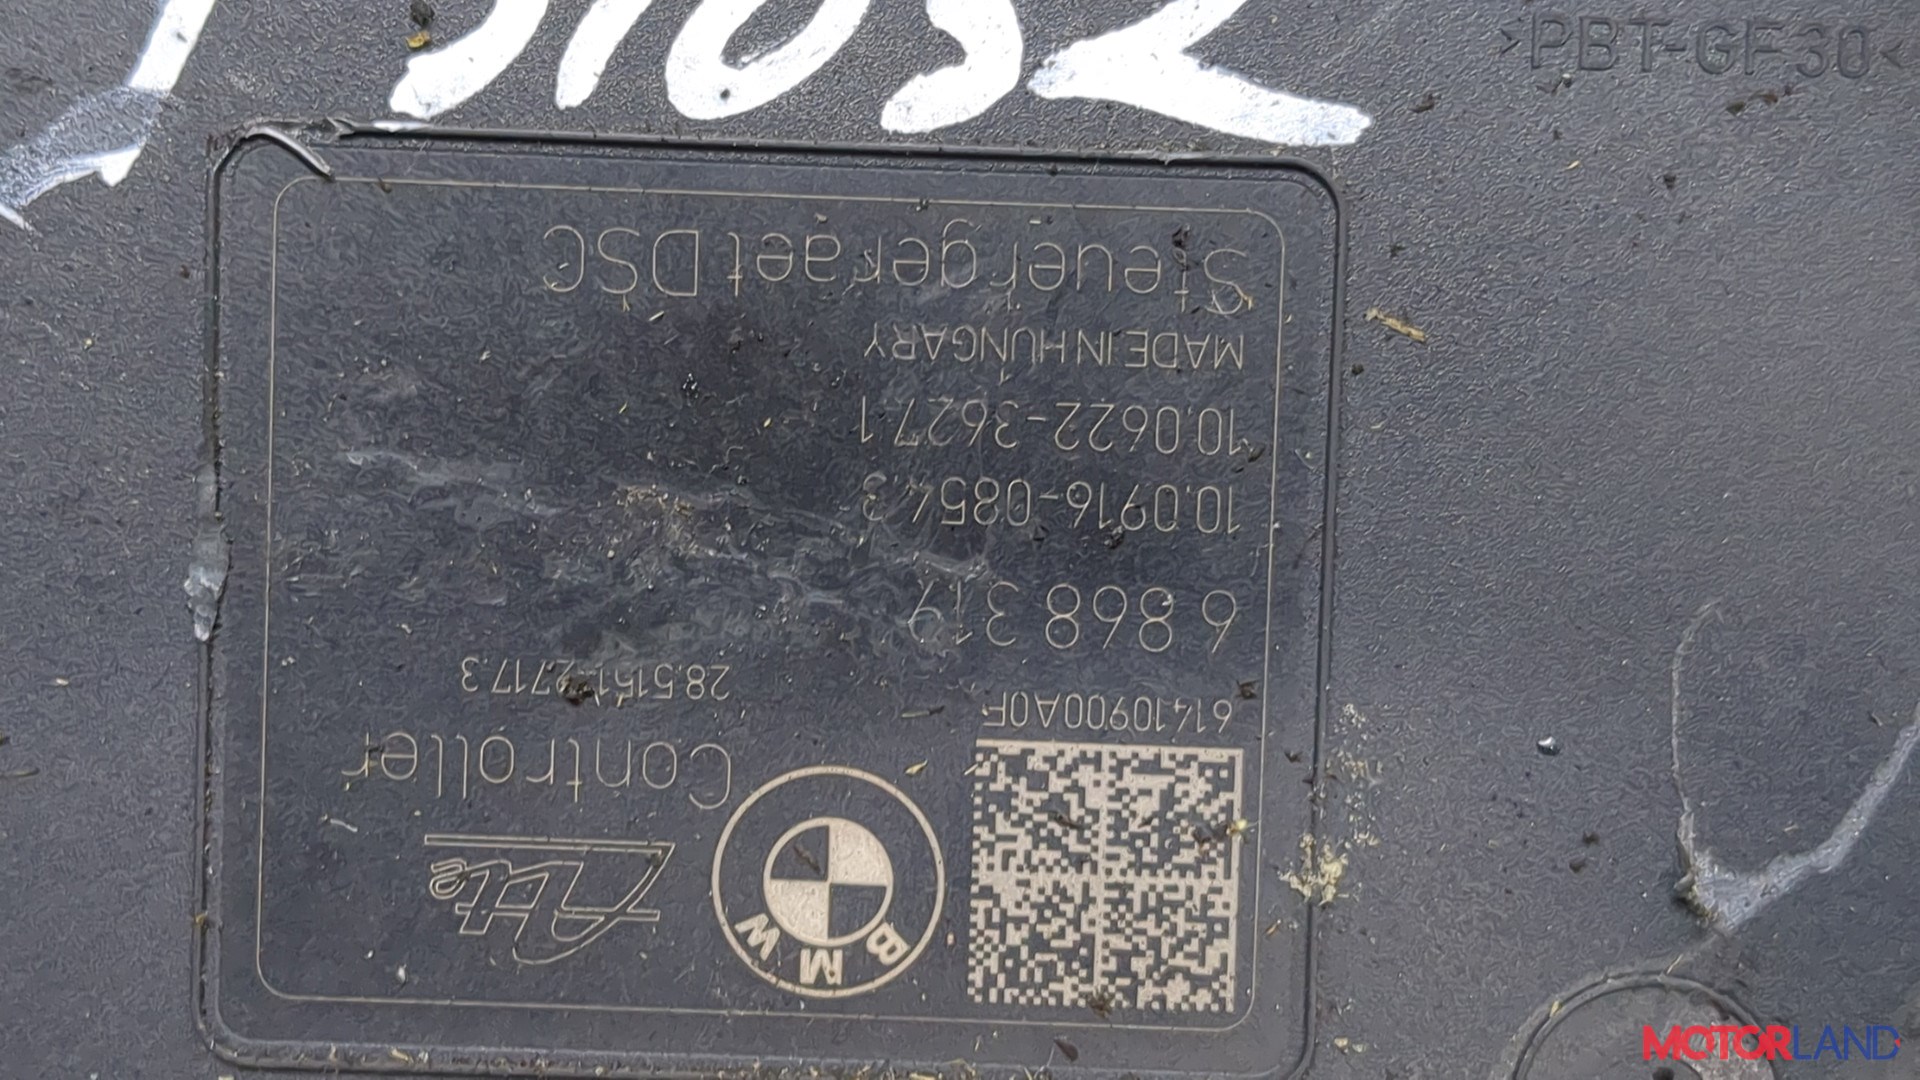 >PBT-GF30<
BMW
Ate
Controller
28.5151-2717.3
61410900A0F
6 868 319
10.0916-0854.3
10.0622-3627.1
MADE.IN HUNGARY
Steuergeraet DSC
MOTORLAND